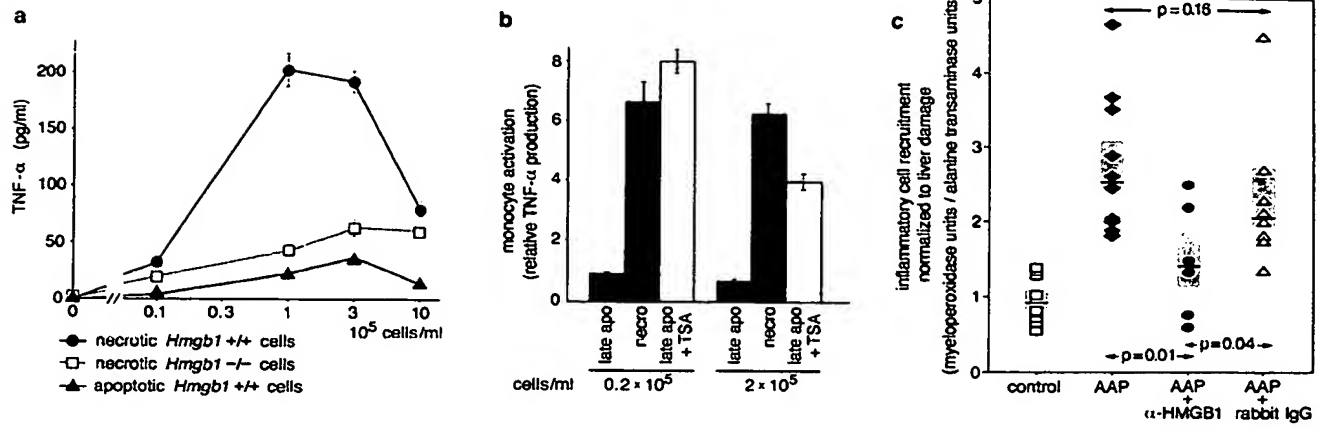 a
TNF-α (pg/ml)
200
150
100
50
0
0
0.1
0.3
1
3
10
10⁵ cells/ml
necrotic Hmgb1 +/+ cells
necrotic Hmgb1 −/− cells
apoptotic Hmgb1 +/+ cells
b
monocyte activation
(relative TNF-α production)
8
6
4
2
0
late apo
necro
late apo
+ TSA
late apo
necro
late apo
+ TSA
cells/ml
0.2 × 10⁵
2 × 10⁵
c
inflammatory cell recruitment
normalized to liver damage
(myeloperoxidase units / alanine transaminase units
5
4
3
2
1
0
p=0.16
p=0.01
p=0.04
control
AAP
AAP
+
α-HMGB1
AAP
+
rabbit IgG